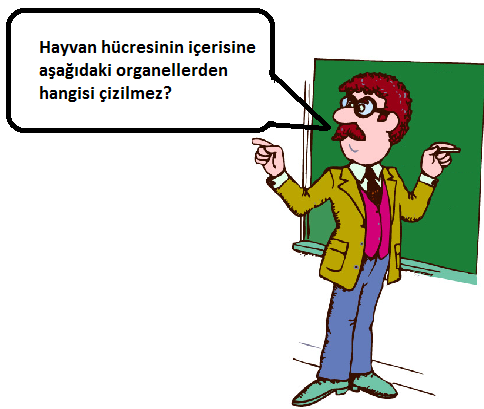 Hayvan hücresinin içerisine
aşağıdaki organellerden
hangisi çizilmez?